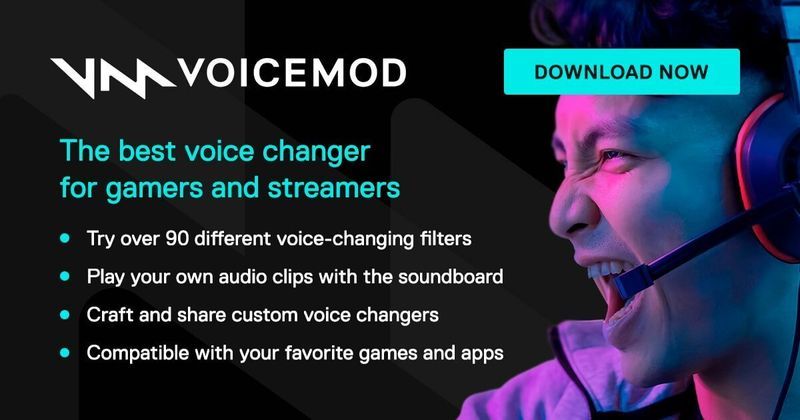 VM VOICEMOD
DOWNLOAD NOW
The best voice changer
for gamers and streamers
Try over 90 different voice-changing filters
Play your own audio clips with the soundboard
Craft and share custom voice changers
Compatible with your favorite games and apps